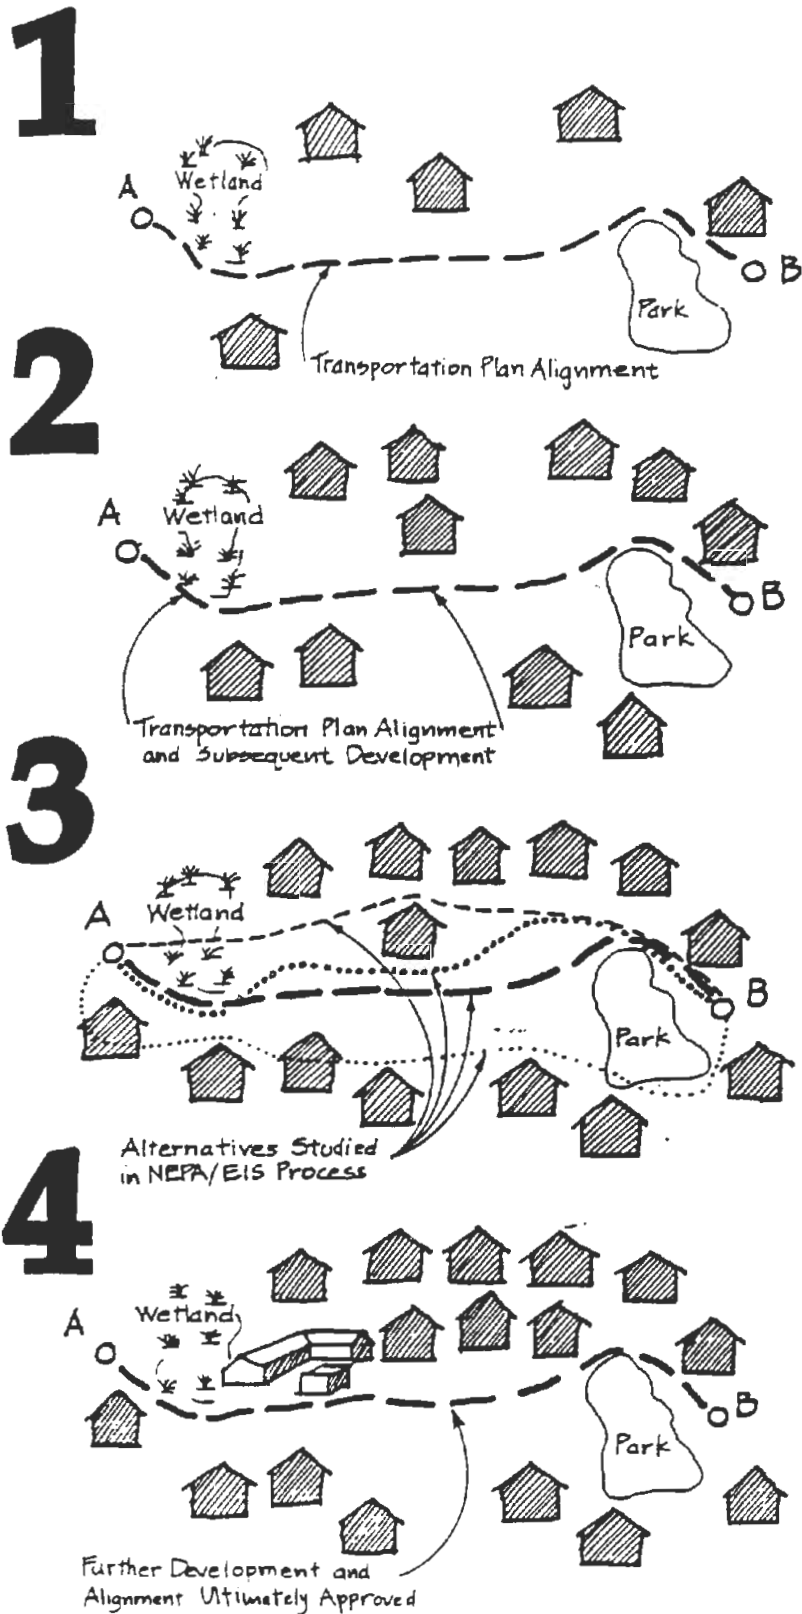 1
Wetland
A
B
Park
Transportation Plan Alignment
2
A
Wetland
B
Park
Transportation Plan Alignment
and Subsequent Development
3
A
Wetland
B
Park
Alternatives Studied
in NEPA/EIS Process
4
Wetland
A
B
Park
Further Development and
Alignment Ultimately Approved